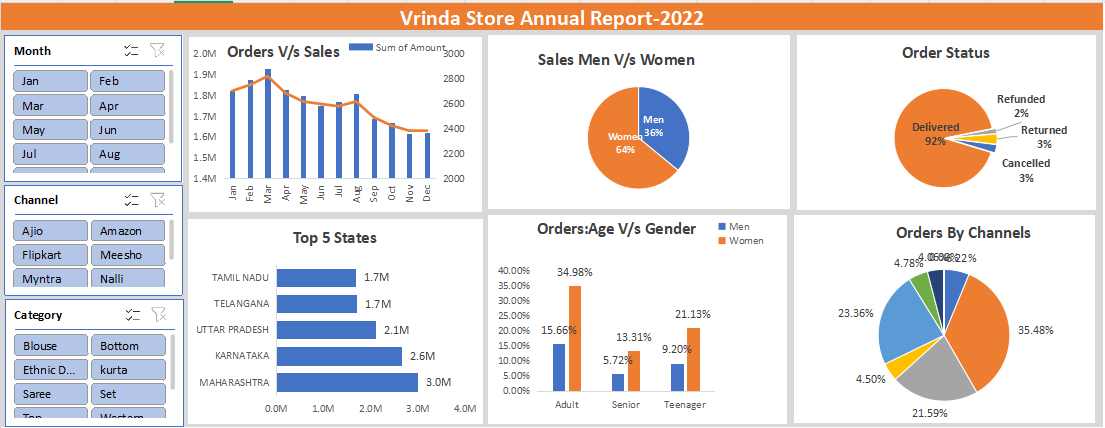 Vrinda Store Annual Report-2022
Month
Jan
Feb
Mar
Apr
May
Jun
Jul
Aug
Channel
Ajio
Amazon
Flipkart
Meesho
Myntra
Nalli
Category
Blouse
Bottom
Ethnic D...
kurta
Saree
Set
Top
Western
Orders V/s Sales
Sum of Amount
2.0M
1.9M
1.8M
1.7M
1.6M
1.5M
1.4M
3000
2800
2600
2400
2200
2000
Jan
Feb
Mar
Apr
May
Jun
Jul
Aug
Sep
Oct
Nov
Dec
Sales Men V/s Women
Men
36%
Women
64%
Order Status
Delivered
92%
Refunded
2%
Returned
3%
Cancelled
3%
Top 5 States
TAMIL NADU 1.7M
TELANGANA 1.7M
UTTAR PRADESH 2.1M
KARNATAKA 2.6M
MAHARASHTRA 3.0M
0.0M 1.0M 2.0M 3.0M 4.0M
Orders:Age V/s Gender
Men
Women
40.00%
35.00%
30.00%
25.00%
20.00%
15.00%
10.00%
5.00%
0.00%
34.98%
15.66%
13.31%
5.72%
21.13%
9.20%
Adult Senior Teenager
Orders By Channels
4.78%
4.06%
6.22%
23.36%
35.48%
4.50%
21.59%